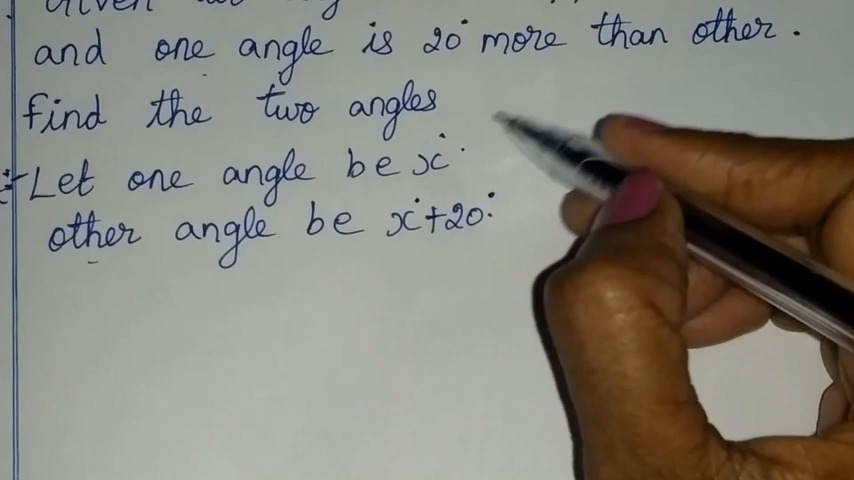 Given
and one angle is 20° more than other.
find the two angles
Let one angle be x°.
other angle be x°+20°.